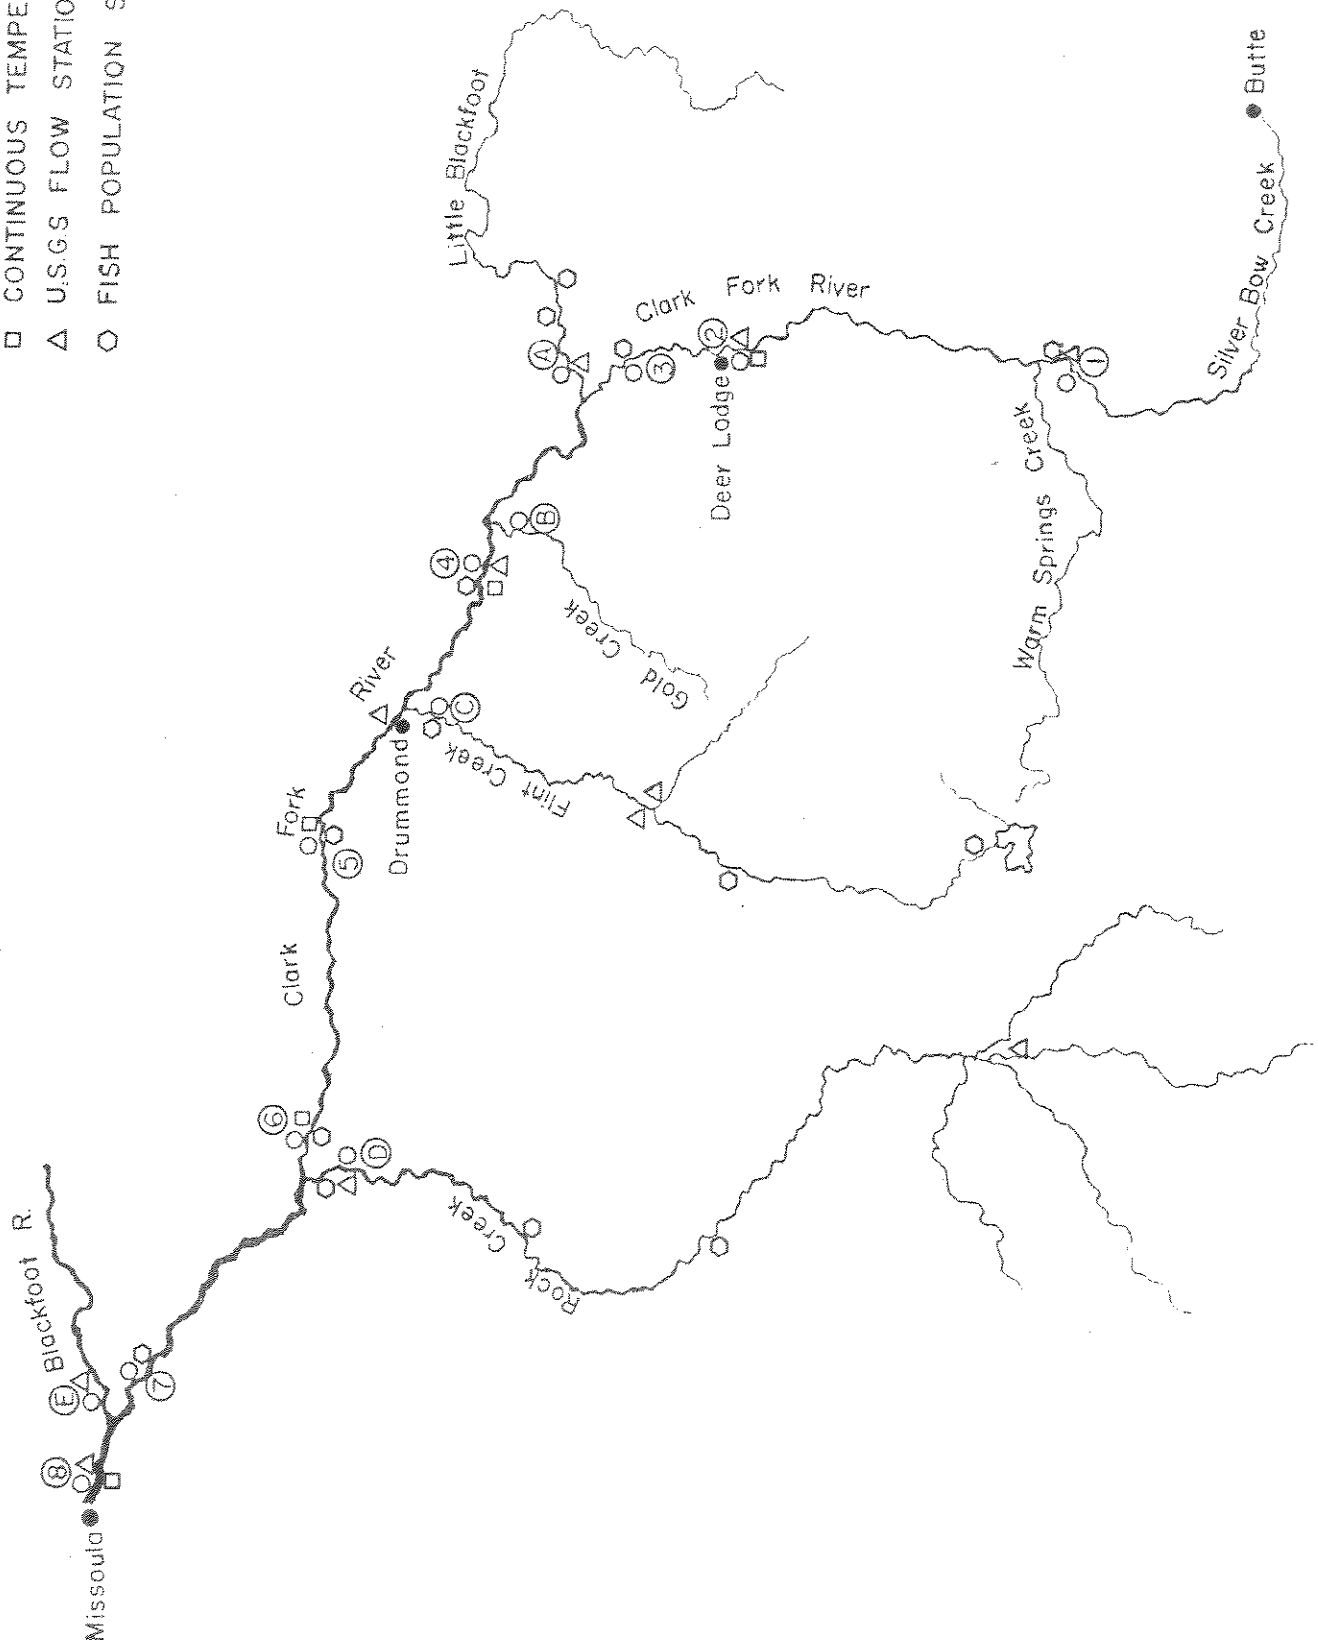 CONTINUOUS TEMPE
U.S.G.S FLOW STATIO
FISH POPULATION S
Missoula
8
E
Blackfoot R.
7
6
D
Rock Creek
Clark Fork River
5
Drummond
C
Flint Creek
4
B
Gold Creek
Little Blackfoot
A
3
Clark Fork River
2
Deer Lodge
Warm Springs Creek
1
Silver Bow Creek
Butte